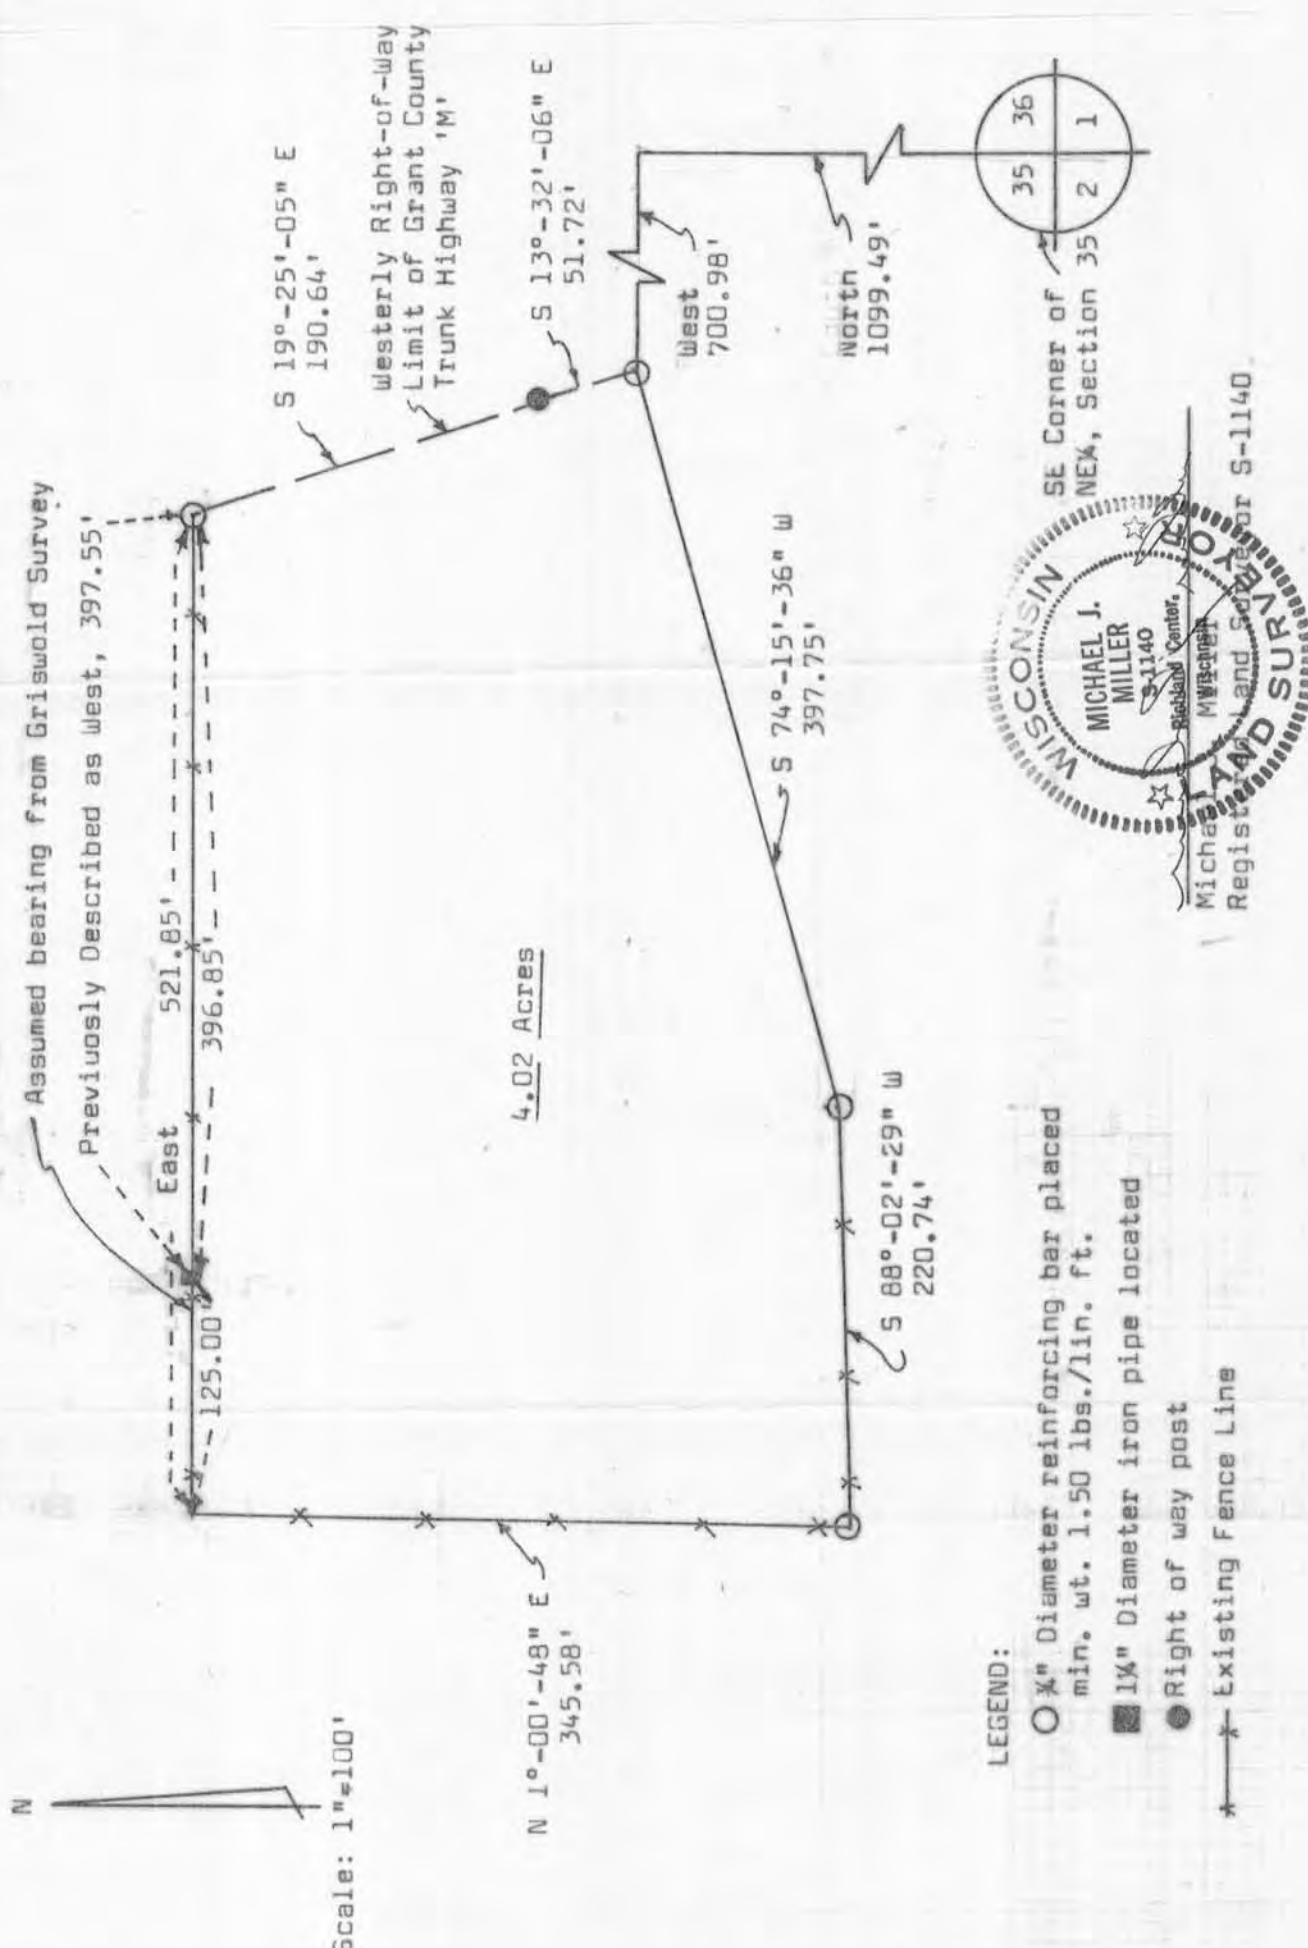 N
Scale: 1"=100'
Assumed bearing from Griswold Survey
Previuosly Described as West, 397.55'
East 521.85'
125.00'
396.85'
S 19°-25'-05" E
190.64'
Westerly Right-of-Way
Limit of Grant County
Trunk Highway 'M'
S 13°-32'-06" E
51.72'
4.02 Acres
N 1°-00'-48" E
345.58'
West
700.98'
North
1099.49'
S 74°-15'-36" W
397.75'
S 88°-02'-29" W
220.74'
35 36
2 1
SE Corner of
NE¼, Section 35
LEGEND:
¾" Diameter reinforcing bar placed
min. wt. 1.50 lbs./lin. ft.
1¼" Diameter iron pipe located
Right of way post
Existing Fence Line
WISCONSIN
MICHAEL J.
MILLER
S-1140
Richland Center,
Wisconsin
LAND SURVEYOR
Michael J. Miller
Registered Land Surveyor S-1140